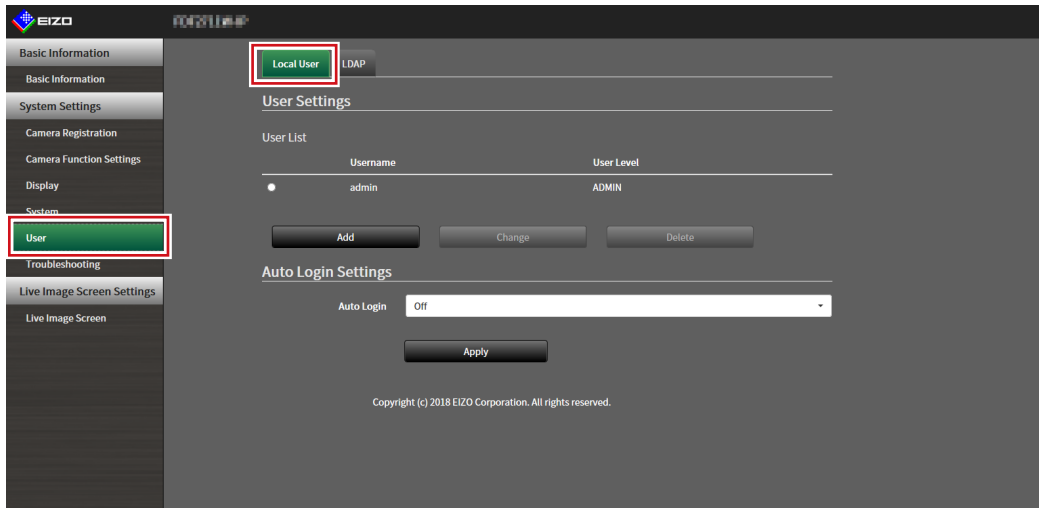 EIZO
Basic Information
Basic Information
System Settings
Camera Registration
Camera Function Settings
Display
System
User
Troubleshooting
Live Image Screen Settings
Live Image Screen
Local User
LDAP
User Settings
User List
Username User Level
admin ADMIN
Add Change Delete
Auto Login Settings
Auto Login Off
Apply
Copyright (c) 2018 EIZO Corporation. All rights reserved.